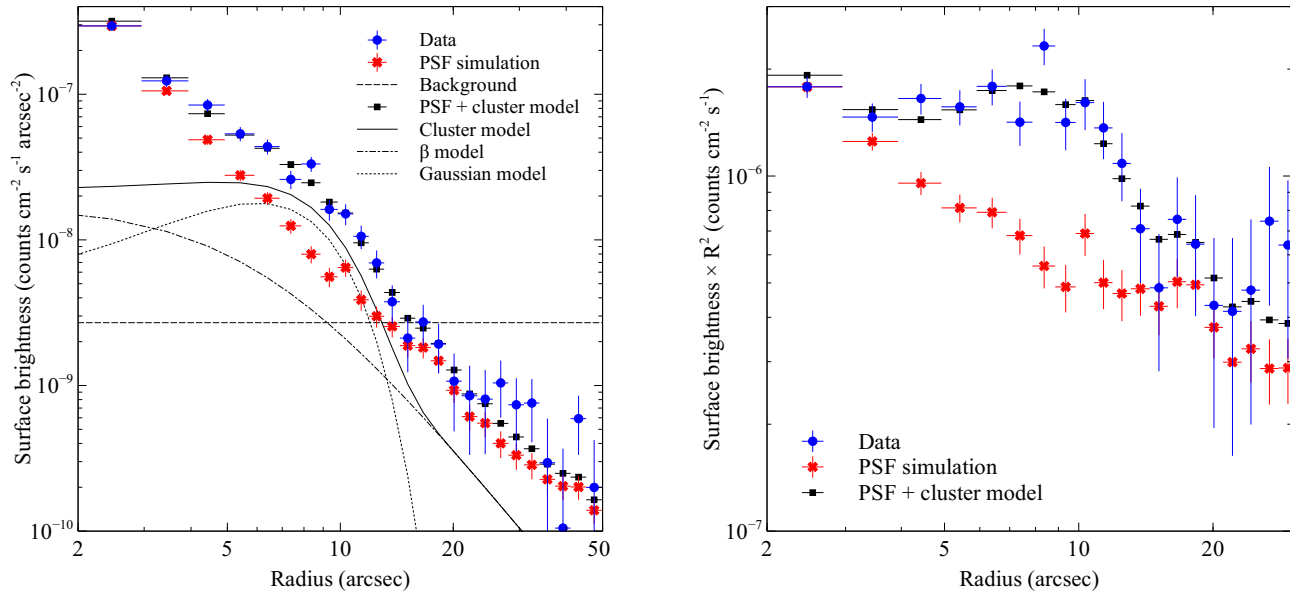 Surface brightness (counts cm⁻² s⁻¹ arcsec⁻²)
10⁻⁷
10⁻⁸
10⁻⁹
10⁻¹⁰
Data
PSF simulation
Background
PSF + cluster model
Cluster model
β model
Gaussian model
2 5 10 20 50
Radius (arcsec)
Surface brightness × R² (counts cm⁻² s⁻¹)
10⁻⁶
10⁻⁷
Data
PSF simulation
PSF + cluster model
2 5 10 20
Radius (arcsec)